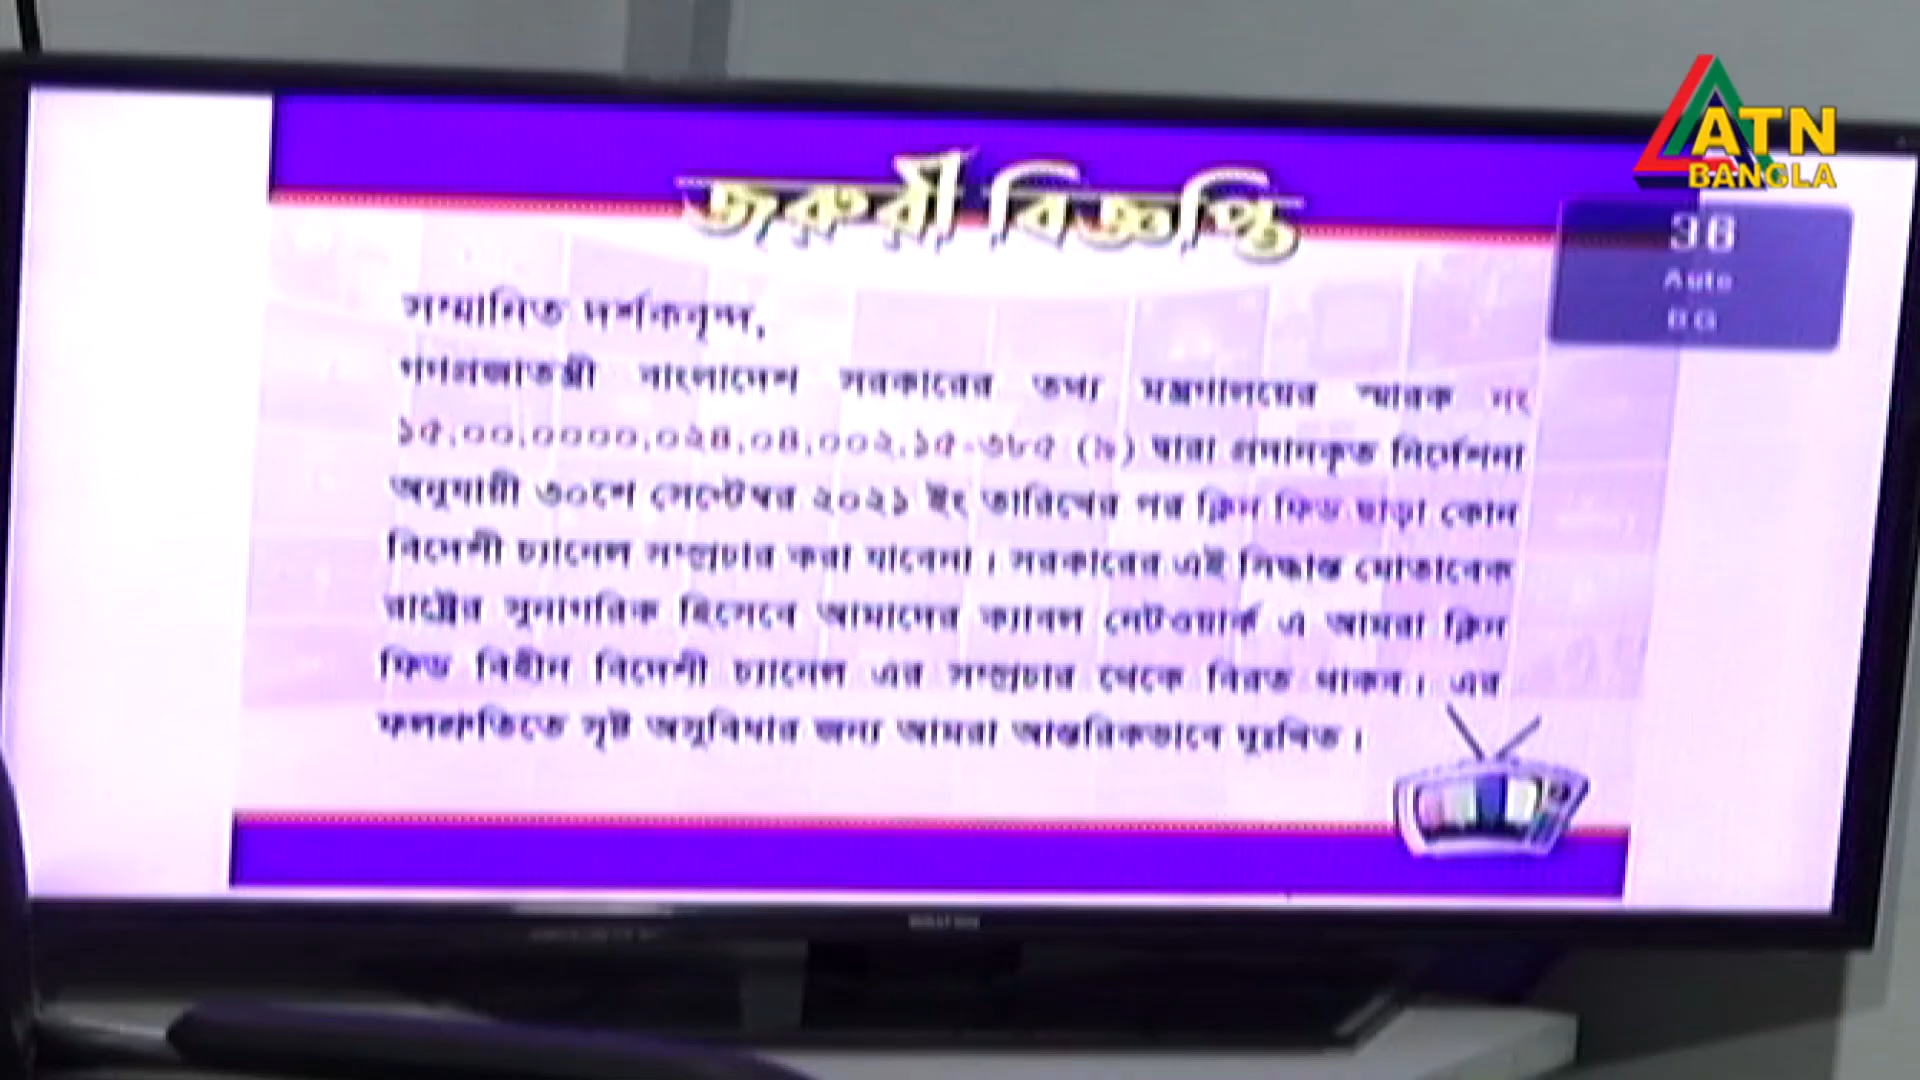 ATN
BANGLA
জরুরী বিজ্ঞপ্তি
36
Auto
BG
সম্মানিত দর্শকবৃন্দ,
গণপ্রজাতন্ত্রী বাংলাদেশ সরকারের তথ্য মন্ত্রণালয়ের স্মারক নং
১৫.০০.০০০০.০২৪.০৪.০০২.১৫-৩৮৫ দ্বারা প্রদানকৃত নির্দেশনা
অনুযায়ী ৩০শে সেপ্টেম্বর ২০২১ ইং তারিখের পর ক্লিন ফিড ছাড়া কোন
বিদেশী চ্যানেল সম্প্রচার করা যাবেনা। সরকারের এই সিদ্ধান্ত মোতাবেক
রাষ্ট্রের সুনাগরিক হিসেবে আমাদের ক্যাবল নেটওয়ার্ক এ আমরা ক্লিন
ফিড বিহীন বিদেশী চ্যানেল এর সম্প্রচার থেকে বিরত থাকব। এর
ফলশ্রুতিতে সৃষ্ট অসুবিধার জন্য আমরা আন্তরিকভাবে দুঃখিত।